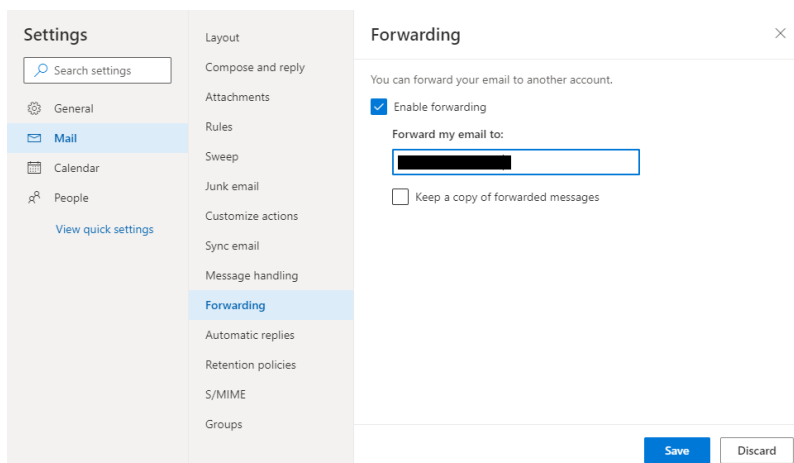 Settings
Search settings
General
Mail
Calendar
People
View quick settings
Layout
Compose and reply
Attachments
Rules
Sweep
Junk email
Customize actions
Sync email
Message handling
Forwarding
Automatic replies
Retention policies
S/MIME
Groups
Forwarding
You can forward your email to another account.
Enable forwarding
Forward my email to:
Keep a copy of forwarded messages
Save
Discard